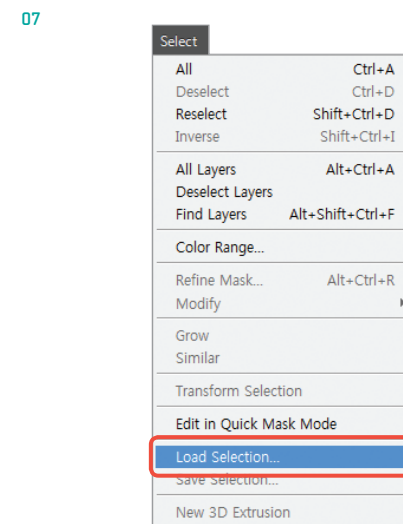 07
Select
All Ctrl+A
Deselect Ctrl+D
Reselect Shift+Ctrl+D
Inverse Shift+Ctrl+I
All Layers Alt+Ctrl+A
Deselect Layers
Find Layers Alt+Shift+Ctrl+F
Color Range...
Refine Mask... Alt+Ctrl+R
Modify
Grow
Similar
Transform Selection
Edit in Quick Mask Mode
Load Selection...
Save Selection...
New 3D Extrusion